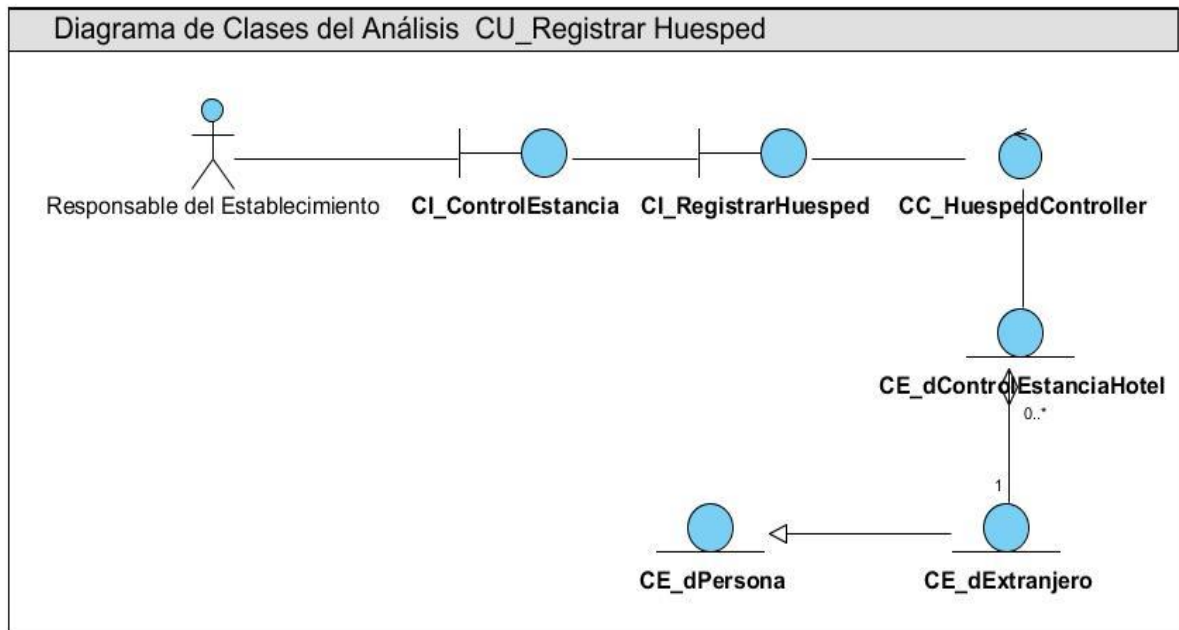 Diagrama de Clases del Análisis CU_Registrar Huesped
Responsable del Establecimiento
CI_ControlEstancia
CI_RegistrarHuesped
CC_HuespedController
CE_dControlEstanciaHotel
0..*
1
CE_dPersona
CE_dExtranjero